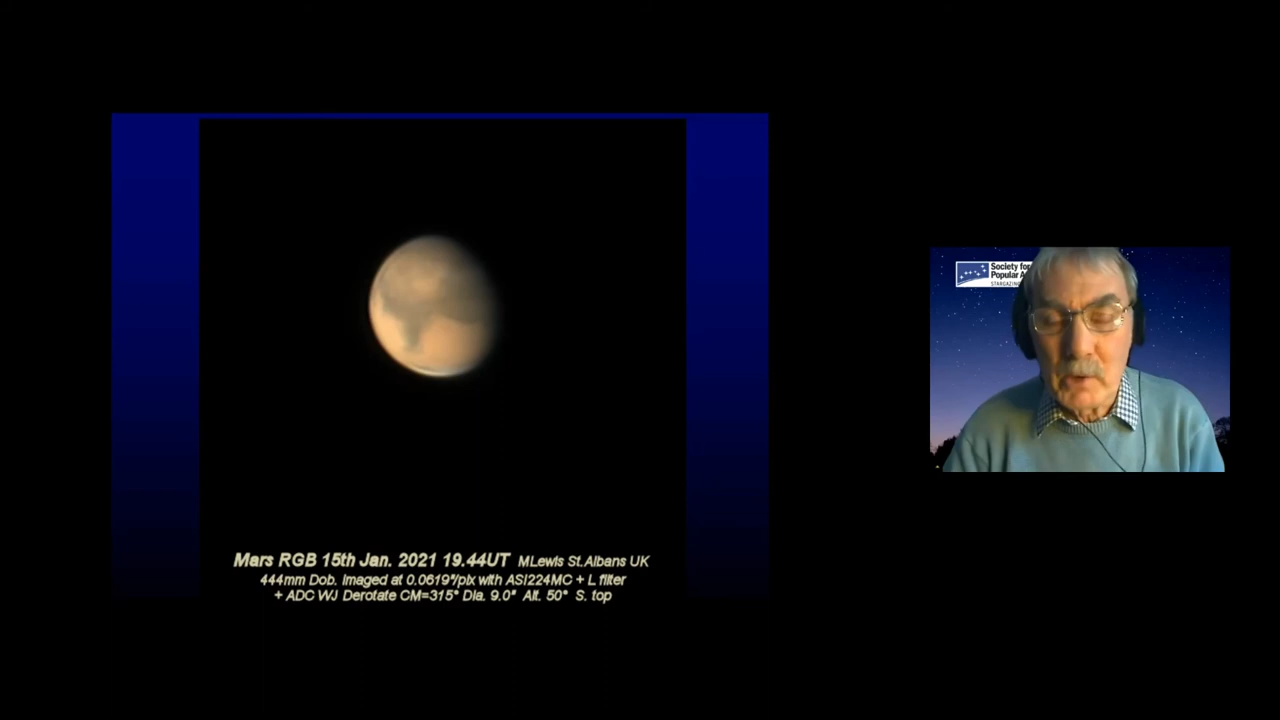 Mars RGB 15th Jan. 2021 19.44UT MLewis St.Albans UK
444mm Dob. Imaged at 0.0619"/pix with ASI224MC + L filter
+ ADC WJ Derotate CM=315° Dia. 9.0" Alt. 50° S. top
Society for
Popular A
STARGAZING